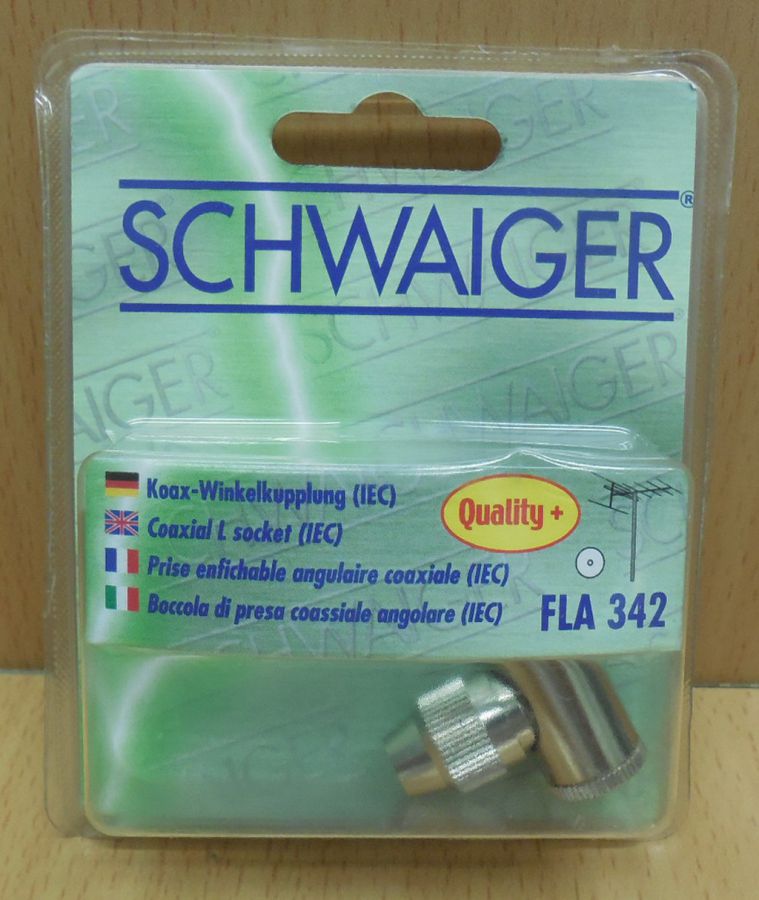 SCHWAIGER®
Koax-Winkelkupplung (IEC)
Coaxial L socket (IEC)
Prise enfichable angulaire coaxiale (IEC)
Boccola di presa coassiale angolare (IEC)
Quality +
FLA 342